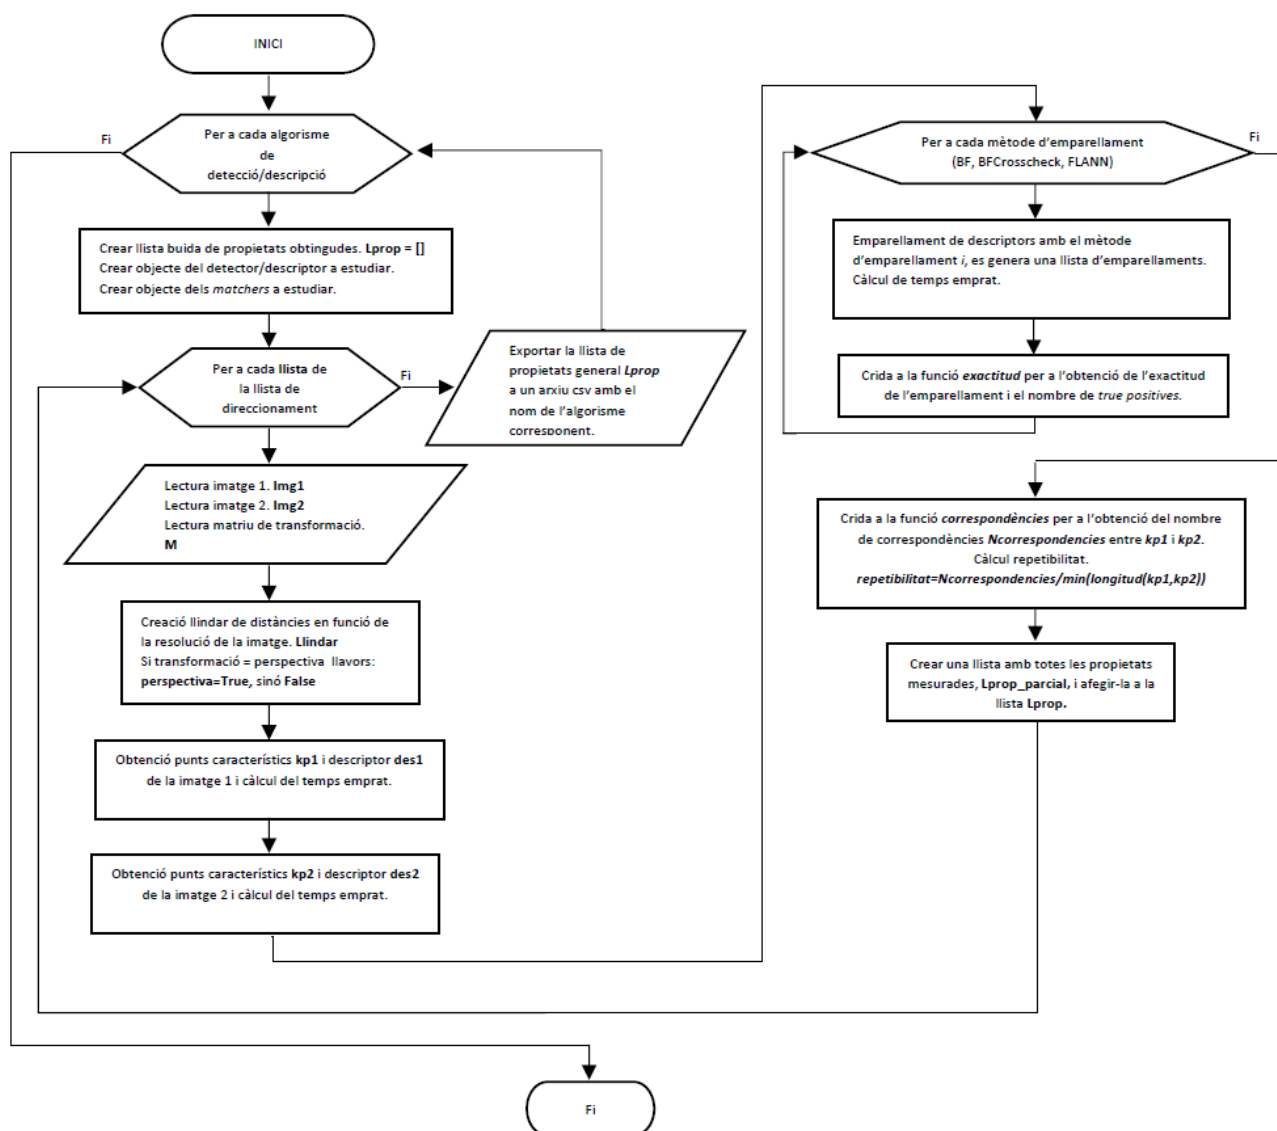 INICI
Fi
Per a cada algorisme
de
detecció/descripció
Crear llista buida de propietats obtingudes. Lprop = []
Crear objecte del detector/descriptor a estudiar.
Crear objecte dels matchers a estudiar.
Per a cada llista de
la llista de
direccionament
Fi
Exportar la llista de
propietats general Lprop
a un arxiu csv amb el
nom de l’algorisme
corresponent.
Lectura imatge 1. Img1
Lectura imatge 2. Img2
Lectura matriu de transformació.
M
Creació llindar de distàncies en funció de
la resolució de la imatge. Llindar
Si transformació = perspectiva llavors:
perspectiva=True, sinó False
Obtenció punts característics kp1 i descriptor des1
de la imatge 1 i càlcul del temps emprat.
Obtenció punts característics kp2 i descriptor des2
de la imatge 2 i càlcul del temps emprat.
Per a cada mètode d’emparellament
(BF, BFCrosscheck, FLANN)
Fi
Emparellament de descriptors amb el mètode
d’emparellament i, es genera una llista d’emparellaments.
Càlcul de temps emprat.
Crida a la funció exactitud per a l’obtenció de l’exactitud
de l’emparellament i el nombre de true positives.
Crida a la funció correspondències per a l’obtenció del nombre
de correspondències Ncorrespondencies entre kp1 i kp2.
Càlcul repetibilitat.
repetibilitat=Ncorrespondencies/min(longitud(kp1,kp2))
Crear una llista amb totes les propietats
mesurades, Lprop_parcial, i afegir-la a la
llista Lprop.
Fi